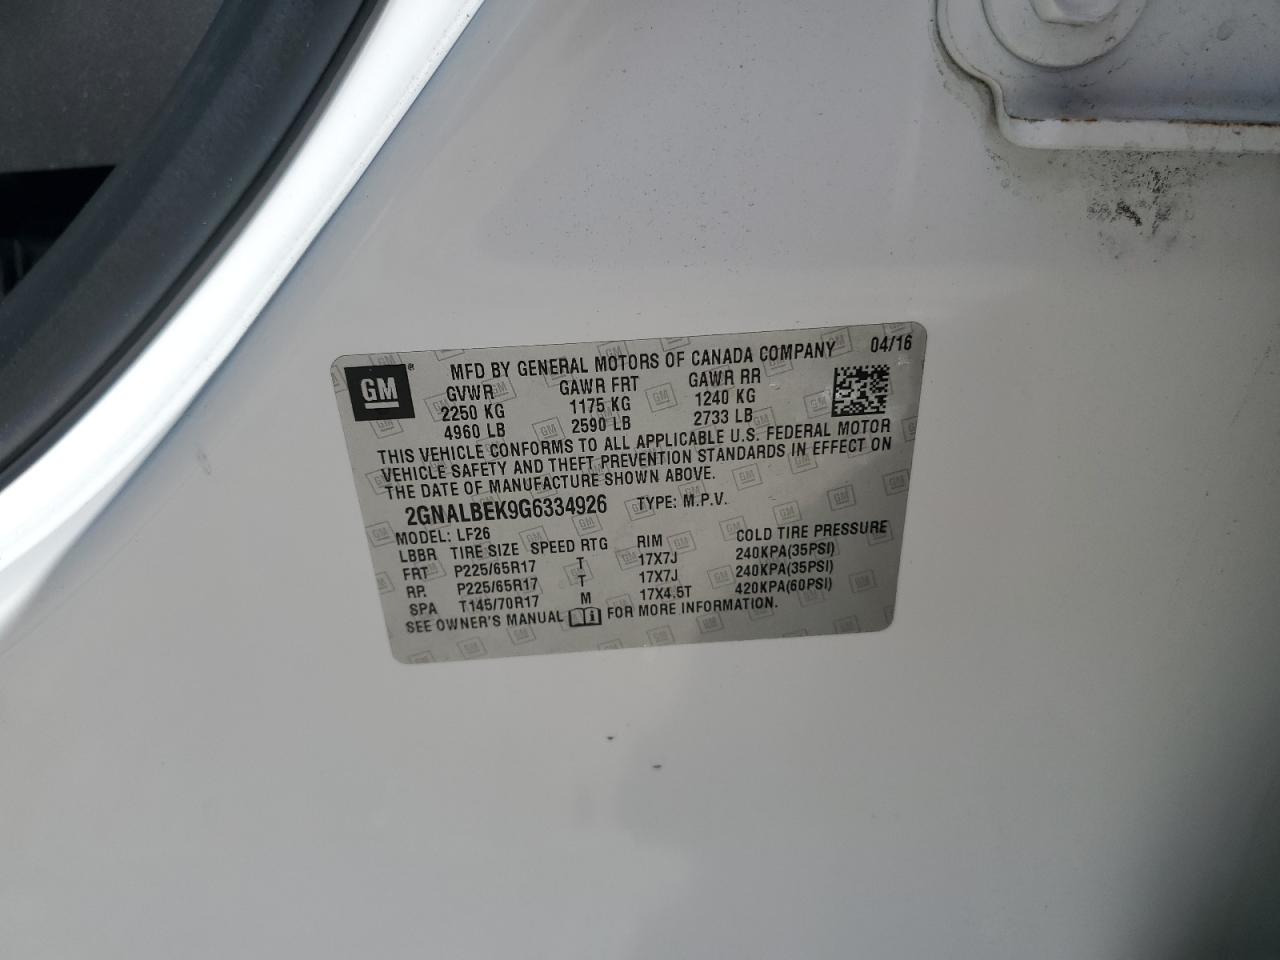 GM
MFD BY GENERAL MOTORS OF CANADA COMPANY 04/16
GVWR GAWR FRT GAWR RR
2250 KG 1175 KG 1240 KG
4960 LB 2590 LB 2733 LB
THIS VEHICLE CONFORMS TO ALL APPLICABLE U.S. FEDERAL MOTOR
VEHICLE SAFETY AND THEFT PREVENTION STANDARDS IN EFFECT ON
THE DATE OF MANUFACTURE SHOWN ABOVE.
2GNALBEK9G6334926 TYPE: M.P.V.
MODEL: LF26
LBBR TIRE SIZE SPEED RTG RIM COLD TIRE PRESSURE
FRT P225/65R17 T 17X7J 240KPA(35PSI)
RP. P225/65R17 T 17X7J 240KPA(35PSI)
SPA T145/70R17 M 17X4.5T 420KPA(60PSI)
SEE OWNER'S MANUAL FOR MORE INFORMATION.